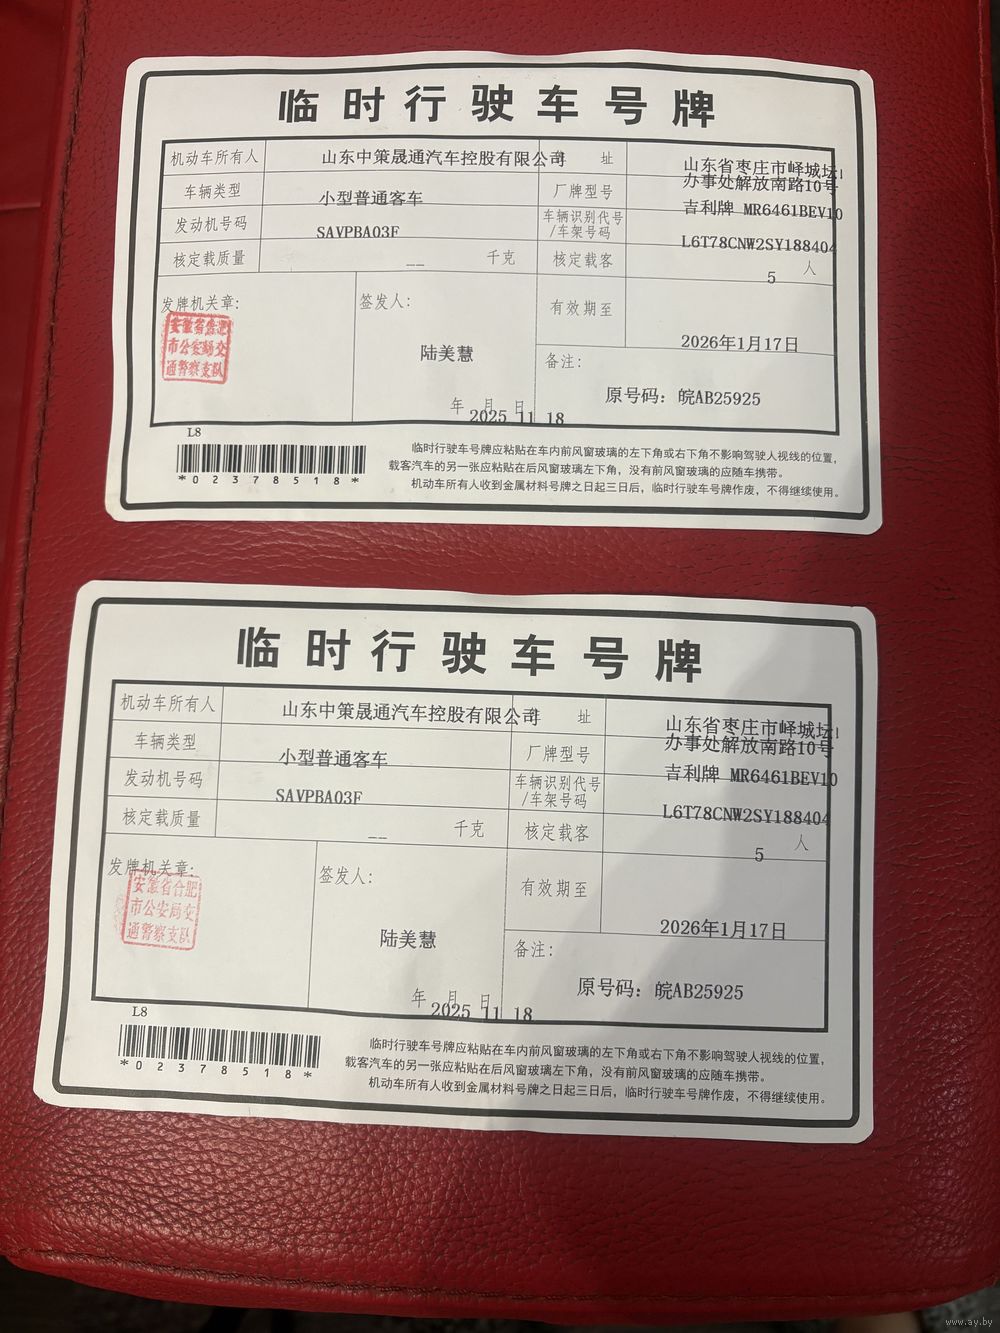 临时行驶车号牌
机动车所有人 山东中策晟通汽车控股有限公司 址 山东省枣庄市峄城坛
办事处解放南路10号
车辆类型 小型普通客车 厂牌型号 吉利牌 MR6461BEV10
发动机号码 SAVPBA03F 车辆识别代号/车架号码 L6T78CNW2SY188404
核定载质量 — 千克 核定载客 5 人
发牌机关章: 签发人: 有效期至 2026年1月17日
安徽省合肥
市公安局交
通警察支队
陆美慧
备注:
原号码: 皖AB25925
年 月 日
2025 11 18
L8
*02378518*
临时行驶车号牌应粘贴在车内前风窗玻璃的左下角或右下角不影响驾驶人视线的位置,
载客汽车的另一张应粘贴在后风窗玻璃左下角,没有前风窗玻璃的应随车携带。
机动车所有人收到金属材料号牌之日起三日后,临时行驶车号牌作废,不得继续使用。
临时行驶车号牌
机动车所有人 山东中策晟通汽车控股有限公司 址 山东省枣庄市峄城坛
办事处解放南路10号
车辆类型 小型普通客车 厂牌型号 吉利牌 MR6461BEV10
发动机号码 SAVPBA03F 车辆识别代号/车架号码 L6T78CNW2SY188404
核定载质量 — 千克 核定载客 5 人
发牌机关章: 签发人: 有效期至 2026年1月17日
安徽省合肥
市公安局交
通警察支队
陆美慧
备注:
原号码: 皖AB25925
年 月 日
2025 11 18
L8
*02378518*
临时行驶车号牌应粘贴在车内前风窗玻璃的左下角或右下角不影响驾驶人视线的位置,
载客汽车的另一张应粘贴在后风窗玻璃左下角,没有前风窗玻璃的应随车携带。
机动车所有人收到金属材料号牌之日起三日后,临时行驶车号牌作废,不得继续使用。
www.ay.by